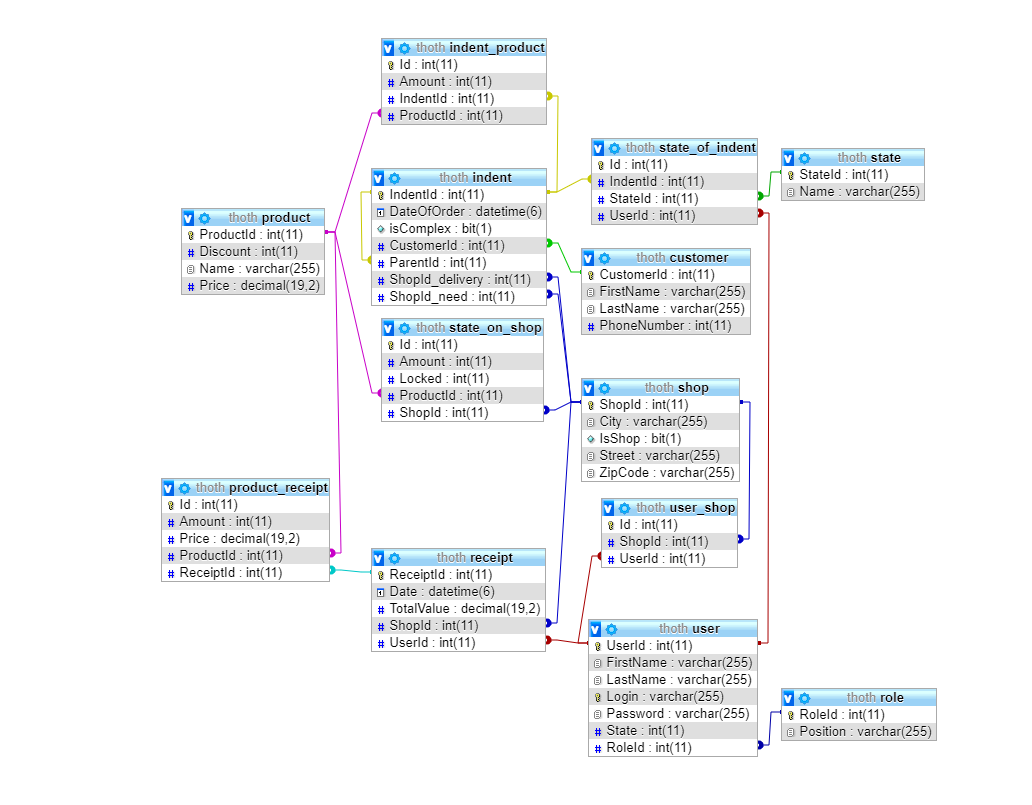 thoth indent_product
Id : int(11)
Amount : int(11)
IndentId : int(11)
ProductId : int(11)
thoth state_of_indent
Id : int(11)
IndentId : int(11)
StateId : int(11)
UserId : int(11)
thoth state
StateId : int(11)
Name : varchar(255)
thoth indent
IndentId : int(11)
DateOfOrder : datetime(6)
isComplex : bit(1)
CustomerId : int(11)
ParentId : int(11)
ShopId_delivery : int(11)
ShopId_need : int(11)
thoth product
ProductId : int(11)
Discount : int(11)
Name : varchar(255)
Price : decimal(19,2)
thoth customer
CustomerId : int(11)
FirstName : varchar(255)
LastName : varchar(255)
PhoneNumber : int(11)
thoth state_on_shop
Id : int(11)
Amount : int(11)
Locked : int(11)
ProductId : int(11)
ShopId : int(11)
thoth shop
ShopId : int(11)
City : varchar(255)
IsShop : bit(1)
Street : varchar(255)
ZipCode : varchar(255)
thoth product_receipt
Id : int(11)
Amount : int(11)
Price : decimal(19,2)
ProductId : int(11)
ReceiptId : int(11)
thoth user_shop
Id : int(11)
ShopId : int(11)
UserId : int(11)
thoth receipt
ReceiptId : int(11)
Date : datetime(6)
TotalValue : decimal(19,2)
ShopId : int(11)
UserId : int(11)
thoth user
UserId : int(11)
FirstName : varchar(255)
LastName : varchar(255)
Login : varchar(255)
Password : varchar(255)
State : int(11)
RoleId : int(11)
thoth role
RoleId : int(11)
Position : varchar(255)